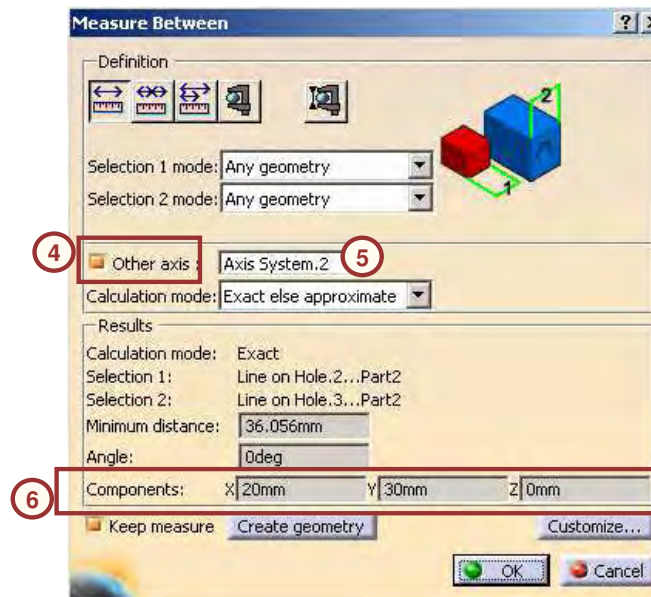 Measure Between ? x
Definition
2
1
Selection 1 mode: Any geometry
Selection 2 mode: Any geometry
4 Other axis : Axis System.2 5
Calculation mode: Exact else approximate
Results
Calculation mode: Exact
Selection 1: Line on Hole.2...Part2
Selection 2: Line on Hole.3...Part2
Minimum distance: 36.056mm
Angle: 0deg
6 Components: X 20mm Y 30mm Z 0mm
Keep measure Create geometry Customize...
OK Cancel